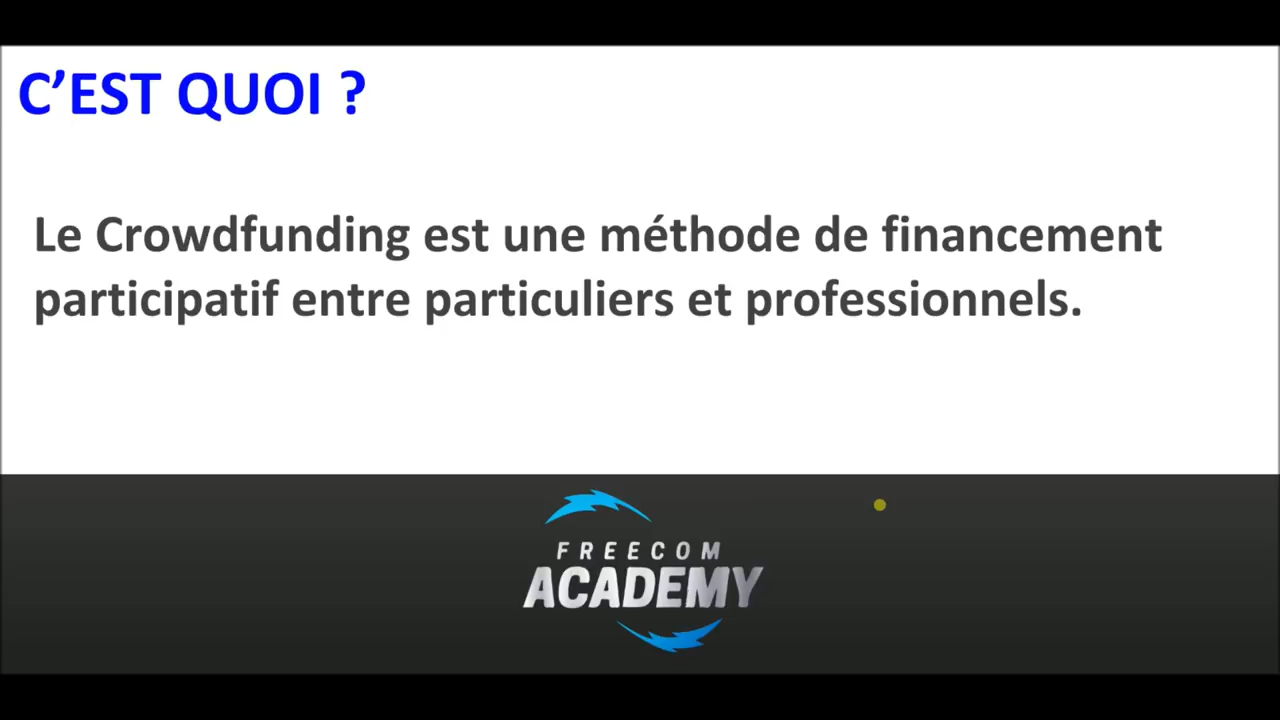 C’EST QUOI ?
Le Crowdfunding est une méthode de financement
participatif entre particuliers et professionnels.
FREECOM
ACADEMY